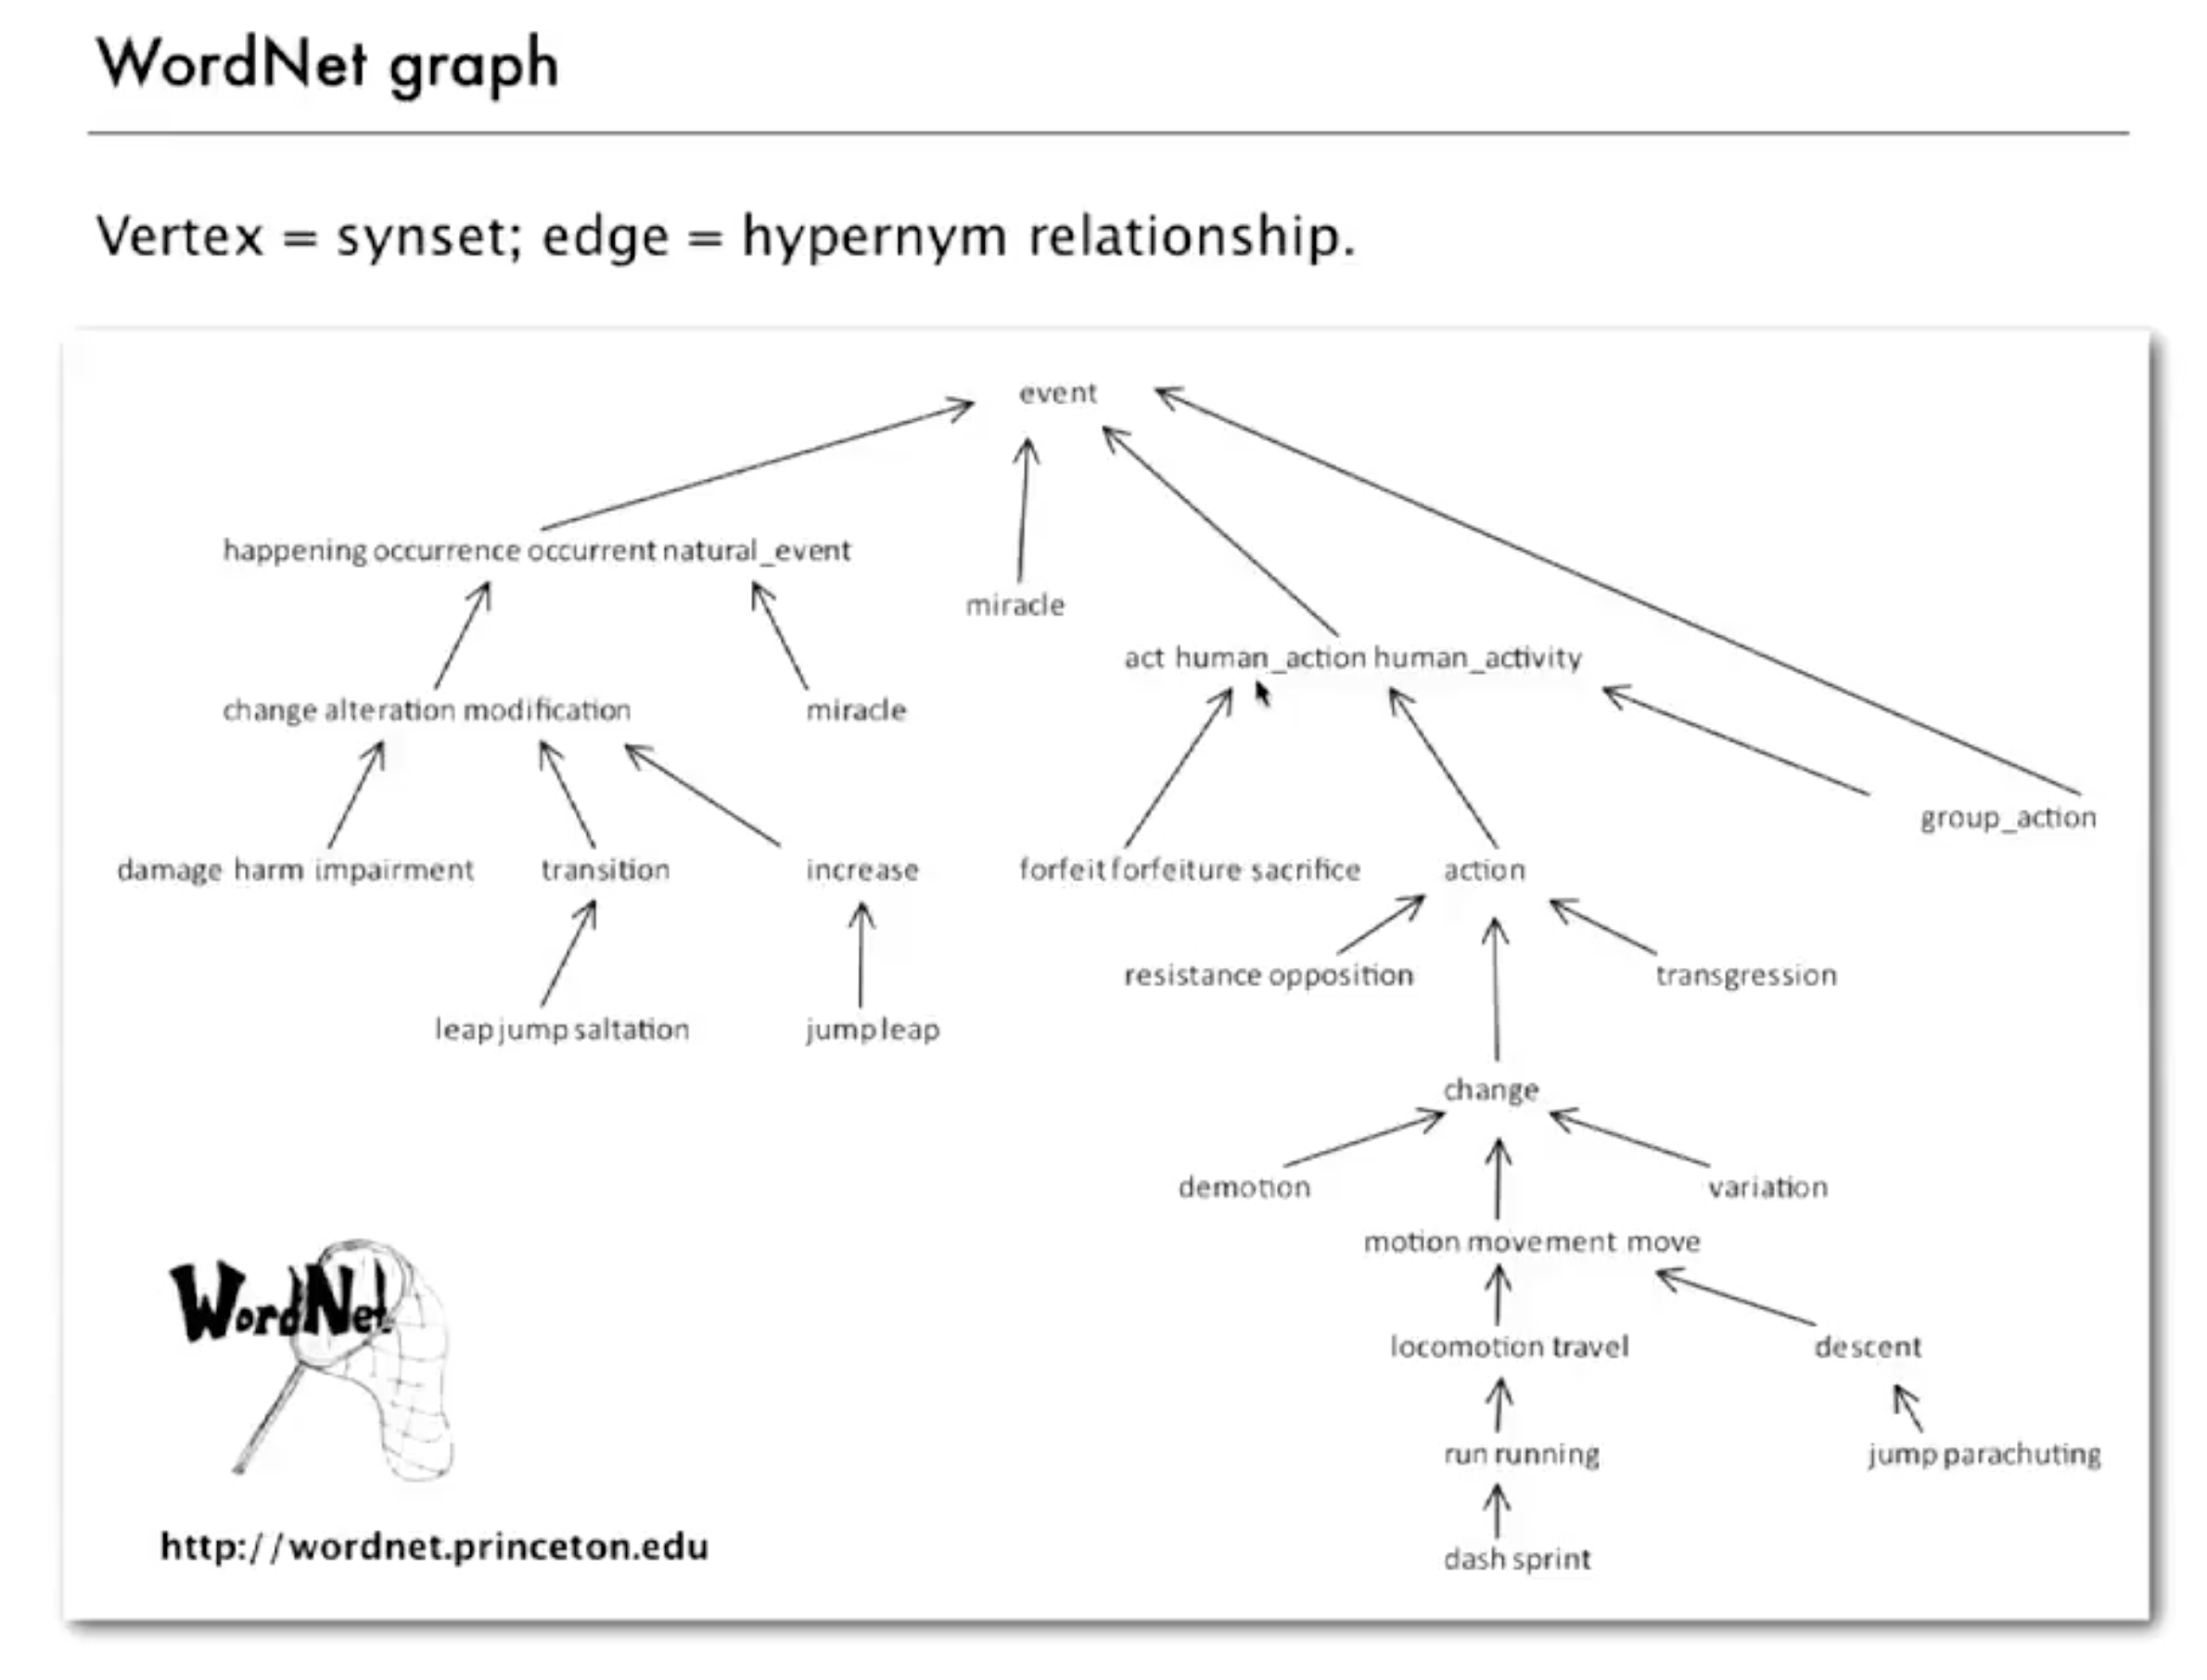 WordNet graph
Vertex = synset; edge = hypernym relationship.
event
happening occurrence occurrent natural_event
miracle
act human_action human_activity
change alteration modification
miracle
group_action
damage harm impairment
transition
increase
forfeit forfeiture sacrifice
action
resistance opposition
transgression
leap jump saltation
jump leap
change
demotion
variation
motion movement move
WordNet
locomotion travel
descent
run running
jump parachuting
http://wordnet.princeton.edu
dash sprint